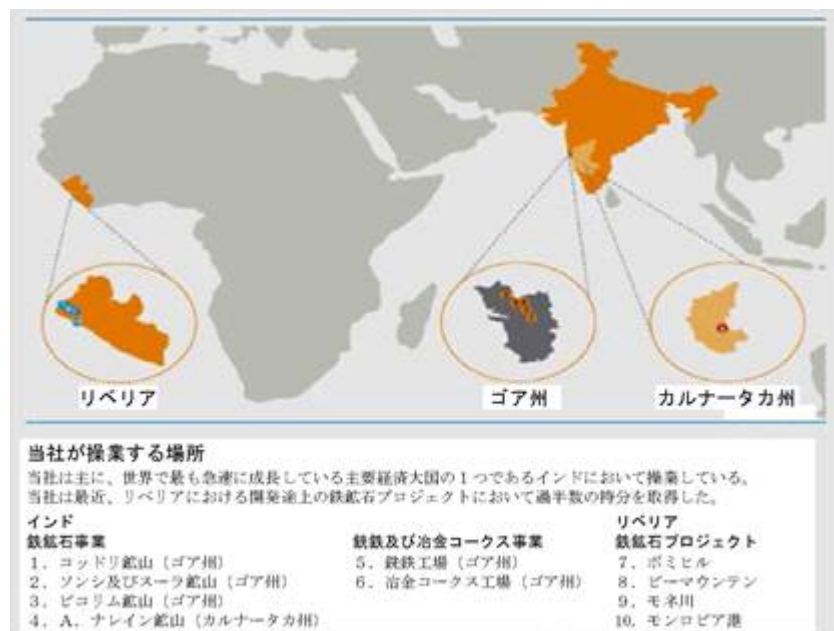 リベリア
ゴア州
カルナータカ州
当社が操業する場所
当社は主に、世界で最も急速に成長している主要経済大国の1つであるインドにおいて操業している。
当社は最近、リベリアにおける開発途上の鉄鉱石プロジェクトにおいて過半数の持分を取得した。
インド
鉄鉱石事業
1. コッドリ鉱山（ゴア州）
2. ソンシ及びスーラ鉱山（ゴア州）
3. ピコリム鉱山（ゴア州）
4. A. ナレイン鉱山（カルナータカ州）
銑鉄及び冶金コークス事業
5. 銑鉄工場（ゴア州）
6. 冶金コークス工場（ゴア州）
リベリア
鉄鉱石プロジェクト
7. ボミヒル
8. ビーマウンテン
9. モネ川
10. モンロビア港